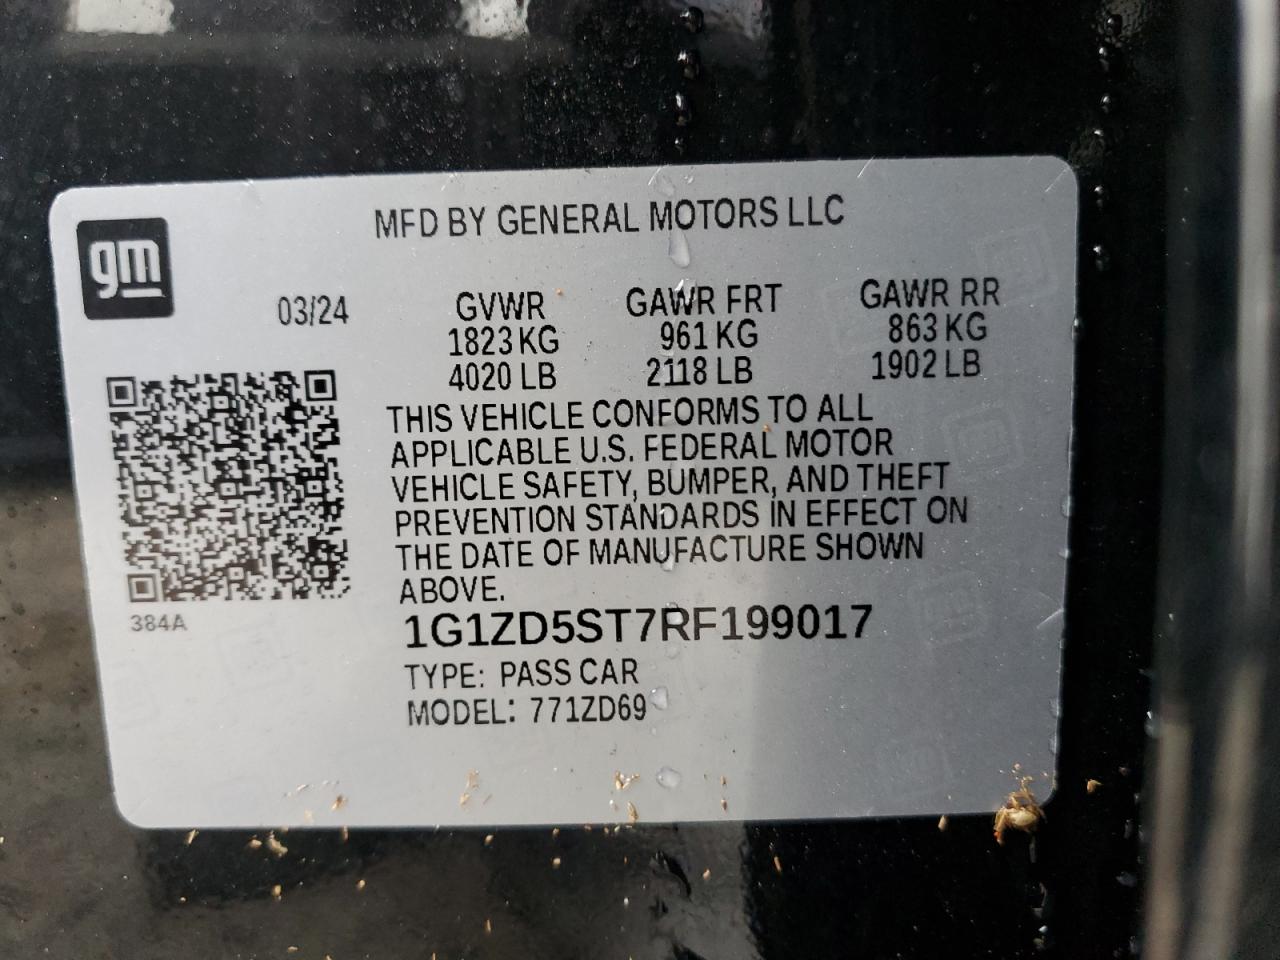 MFD BY GENERAL MOTORS LLC
gm
03/24
GVWR GAWR FRT GAWR RR
1823 KG 961 KG 863 KG
4020 LB 2118 LB 1902 LB
THIS VEHICLE CONFORMS TO ALL
APPLICABLE U.S. FEDERAL MOTOR
VEHICLE SAFETY, BUMPER, AND THEFT
PREVENTION STANDARDS IN EFFECT ON
THE DATE OF MANUFACTURE SHOWN
ABOVE.
384A
1G1ZD5ST7RF199017
TYPE: PASS CAR
MODEL: 771ZD69